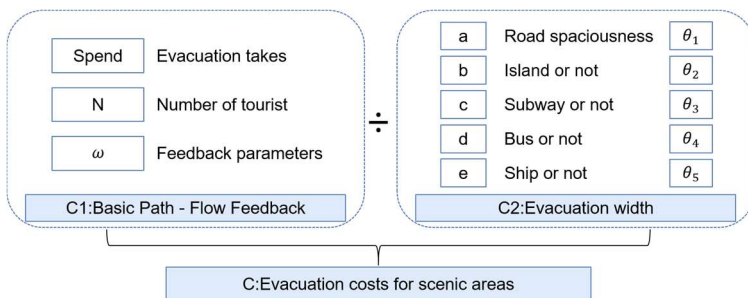 Spend Evacuation takes
N Number of tourist
ω Feedback parameters
C1:Basic Path - Flow Feedback
÷
a Road spaciousness θ₁
b Island or not θ₂
c Subway or not θ₃
d Bus or not θ₄
e Ship or not θ₅
C2:Evacuation width
C:Evacuation costs for scenic areas